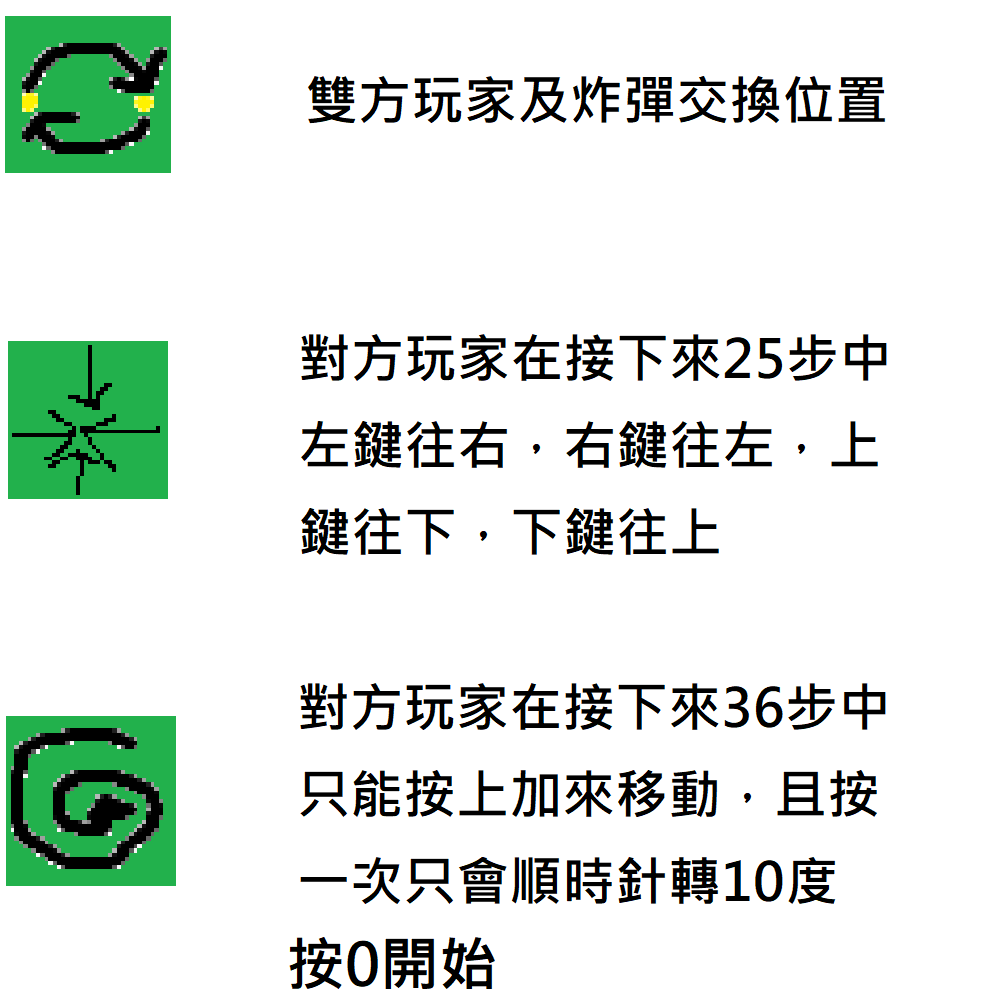 雙方玩家及炸彈交換位置
對方玩家在接下來25步中
左鍵往右，右鍵往左，上
鍵往下，下鍵往上
對方玩家在接下來36步中
只能按上加來移動，且按
一次只會順時針轉10度
按0開始